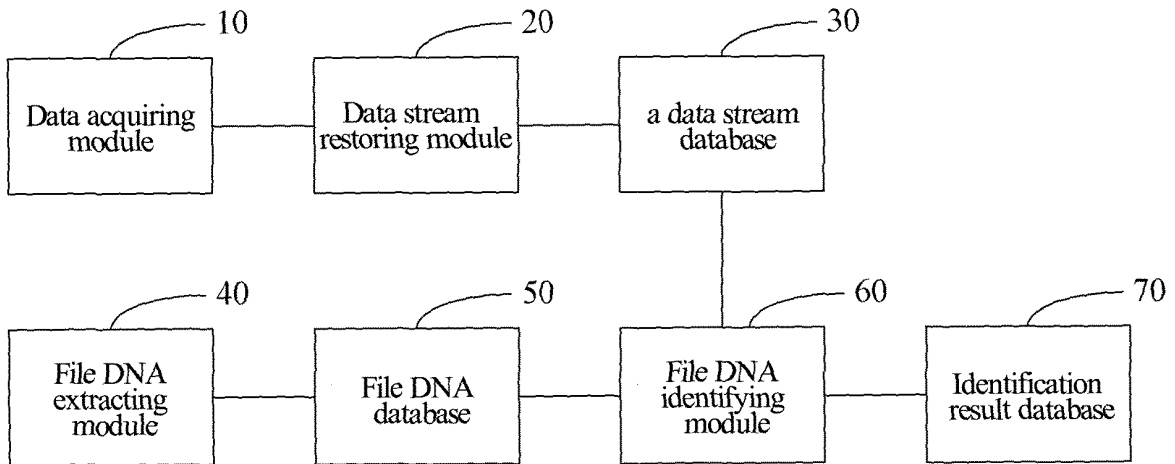 10
20
30
Data acquiring
module
Data stream
restoring module
a data stream
database
40
50
60
70
File DNA
extracting
module
File DNA
database
File DNA
identifying
module
Identification
result database